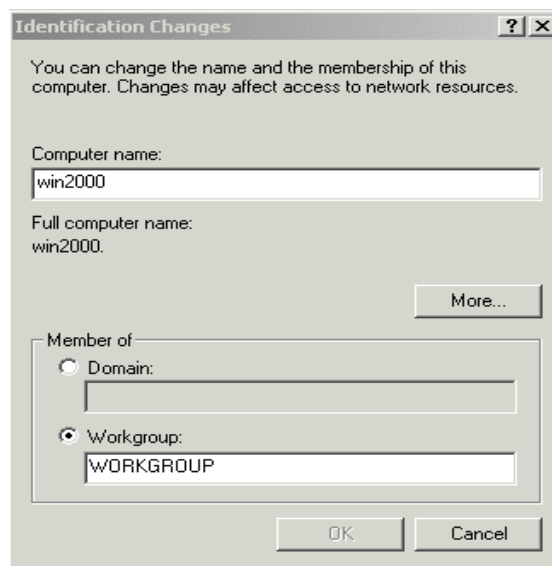 Identification Changes
You can change the name and the membership of this
computer. Changes may affect access to network resources.
Computer name:
win2000
Full computer name:
win2000.
More...
Member of
Domain:
Workgroup:
WORKGROUP
OK
Cancel